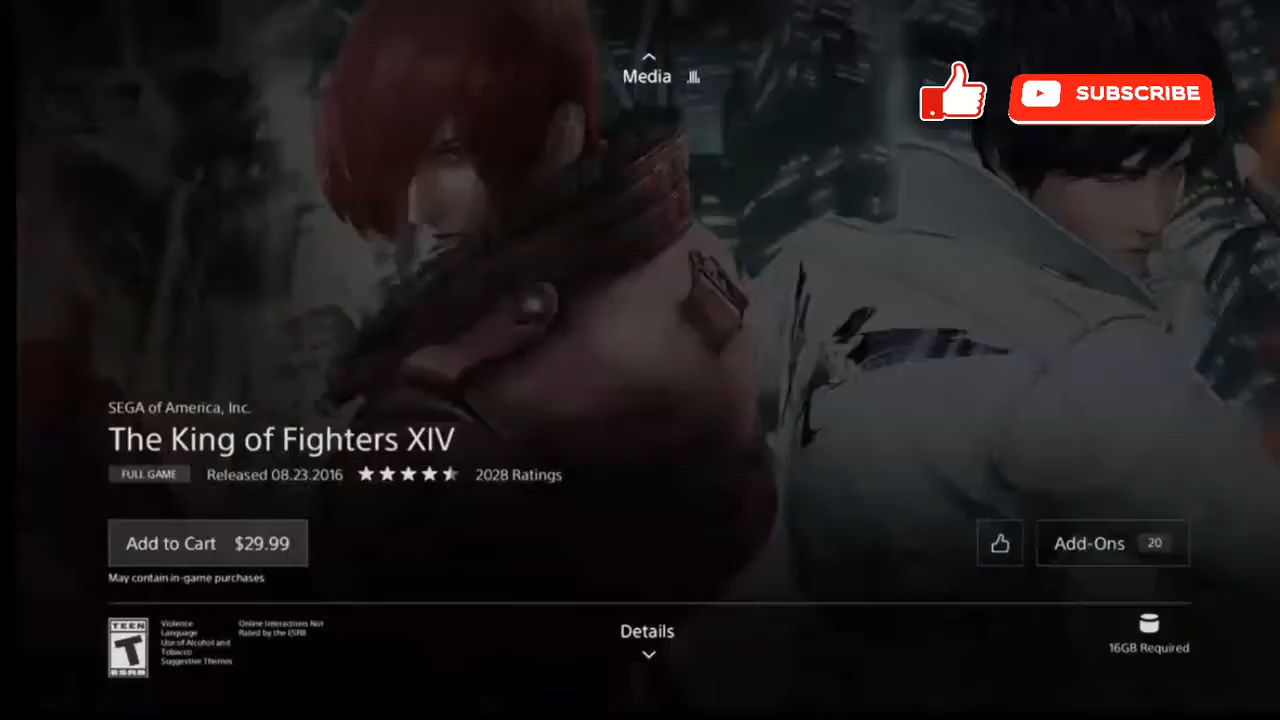 Media
SUBSCRIBE
SEGA of America, Inc.
The King of Fighters XIV
FULL GAME Released 08.23.2016 2028 Ratings
Add to Cart $29.99
Add-Ons 20
May contain in-game purchases
TEEN
T
ESRB
Violence
Language
Use of Alcohol and
Tobacco
Suggestive Themes
Online Interactions Not
Rated by the ESRB
Details
16GB Required